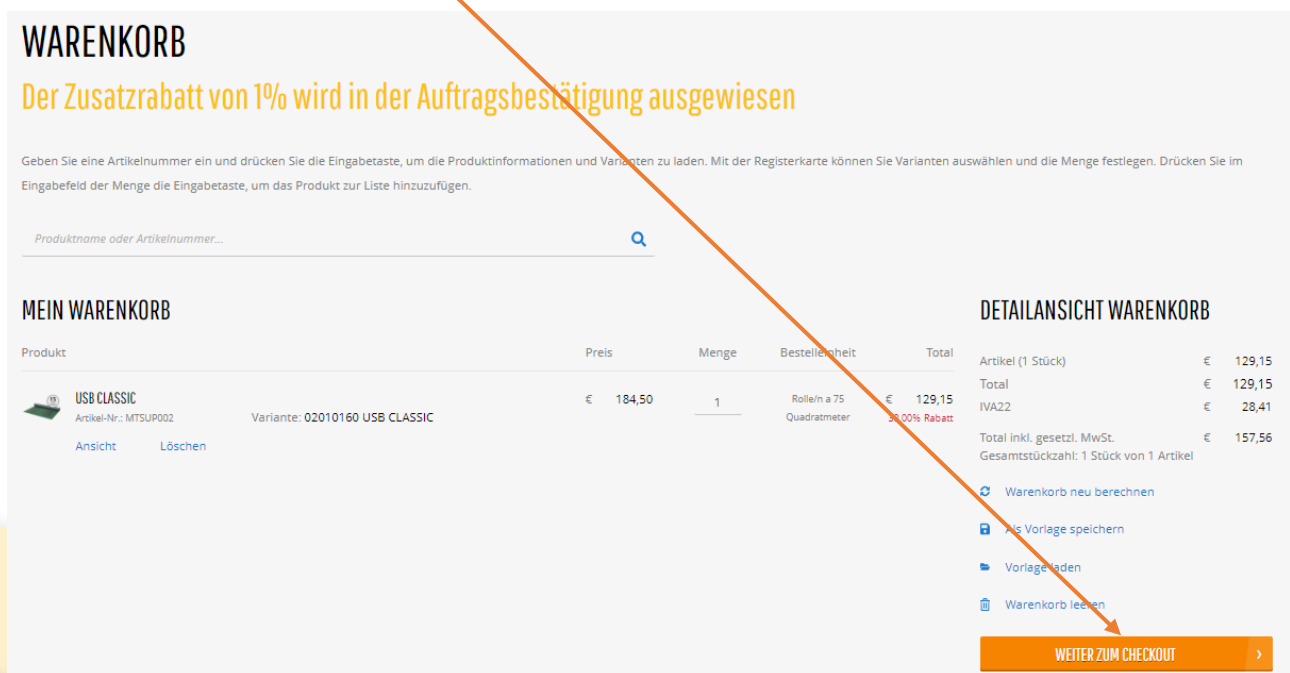 WARENKORB
Der Zusatzrabatt von 1% wird in der Auftragsbestätigung ausgewiesen
Geben Sie eine Artikelnummer ein und drücken Sie die Eingabetaste, um die Produktinformationen und Varianten zu laden. Mit der Registerkarte können Sie Varianten auswählen und die Menge festlegen. Drücken Sie im
Eingabefeld der Menge die Eingabetaste, um das Produkt zur Liste hinzuzufügen.
Produktname oder Artikelnummer...
MEIN WARENKORB
Produkt Preis Menge Bestelleinheit Total
USB CLASSIC € 184,50 1 Rolle/n a 75 € 129,15
Artikel-Nr.: MTSUP002 Variante: 02010160 USB CLASSIC Quadratmeter 30,00% Rabatt
Ansicht Löschen
DETAILANSICHT WARENKORB
Artikel (1 Stück) € 129,15
Total € 129,15
IVA22 € 28,41
Total inkl. gesetzl. MwSt. € 157,56
Gesamtstückzahl: 1 Stück von 1 Artikel
Warenkorb neu berechnen
Als Vorlage speichern
Vorlage laden
Warenkorb leeren
WEITER ZUM CHECKOUT